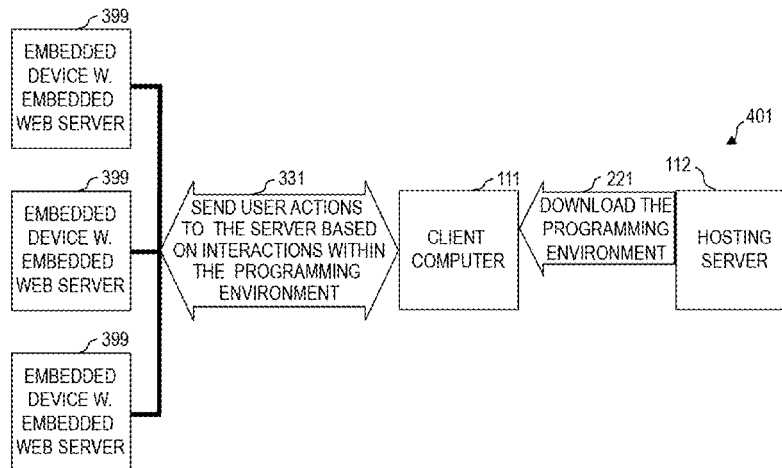 399
EMBEDDED
DEVICE W.
EMBEDDED
WEB SERVER
399
EMBEDDED
DEVICE W.
EMBEDDED
WEB SERVER
399
EMBEDDED
DEVICE W.
EMBEDDED
WEB SERVER
331
SEND USER ACTIONS
TO THE SERVER BASED
ON INTERACTIONS WITHIN
THE PROGRAMMING
ENVIRONMENT
111
CLIENT
COMPUTER
221
DOWNLOAD THE
PROGRAMMING
ENVIRONMENT
401
112
HOSTING
SERVER